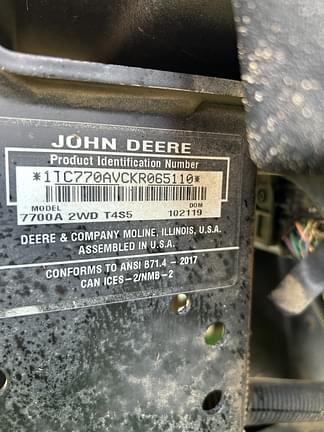 JOHN DEERE
Product Identification Number
*1TC770AVCKR065110*
MODEL DOM
7700A 2WD T4S5 102119
DEERE & COMPANY MOLINE, ILLINOIS, U.S.A.
ASSEMBLED IN U.S.A.
CONFORMS TO ANSI B71.4 – 2017
CAN ICES-2/NMB-2